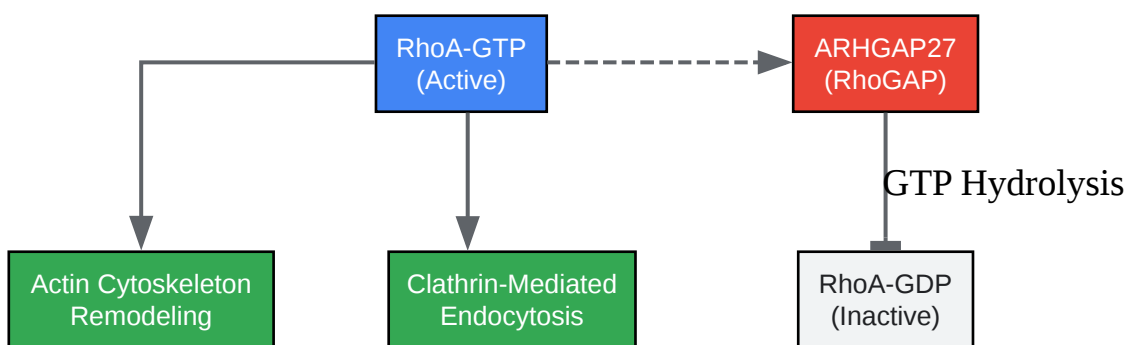 RhoA-GTP
(Active)
ARHGAP27
(RhoGAP)
GTP Hydrolysis
Actin Cytoskeleton
Remodeling
Clathrin-Mediated
Endocytosis
RhoA-GDP
(Inactive)